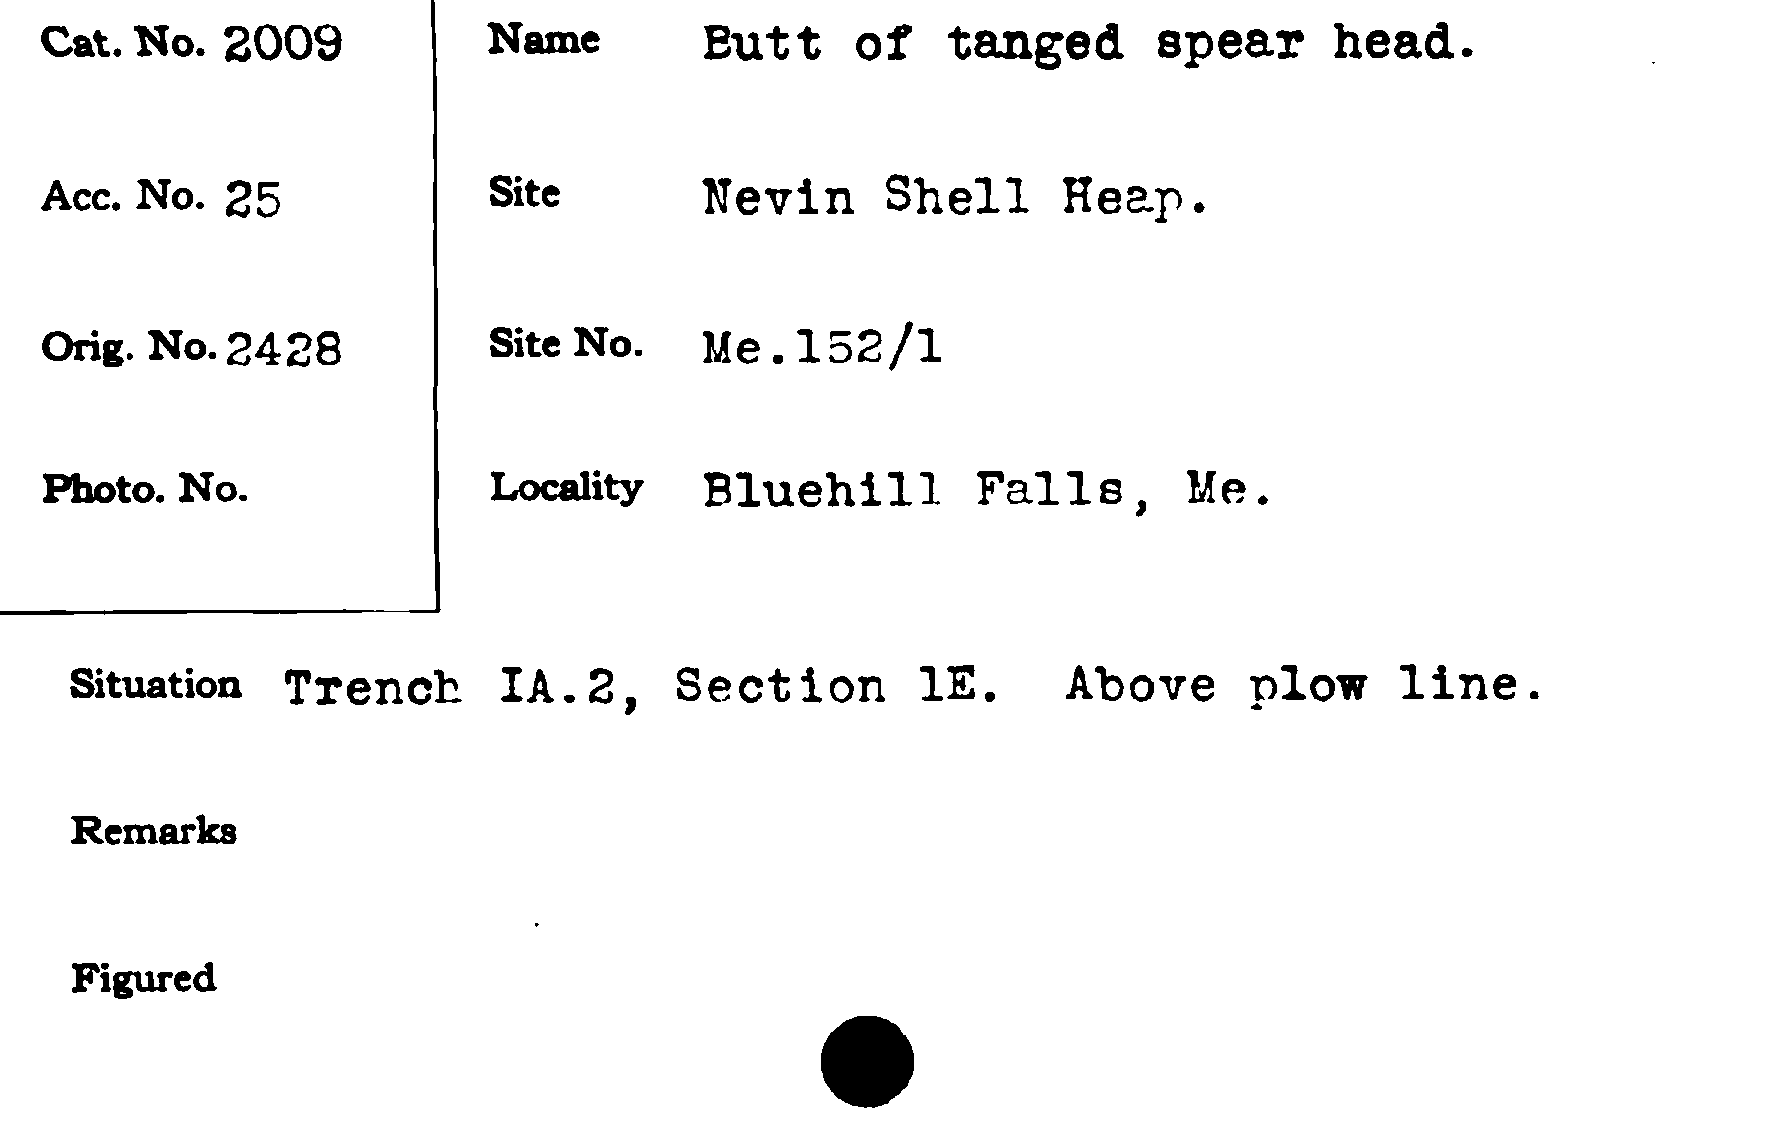 Cat. No. 2009
Name Butt of tanged spear head.
Acc. No. 25
Site Nevin Shell Heap.
Orig. No. 2428
Site No. Me.152/1
Photo. No.
Locality Bluehill Falls, Me.
Situation Trench IA.2, Section 1E. Above plow line.
Remarks
Figured